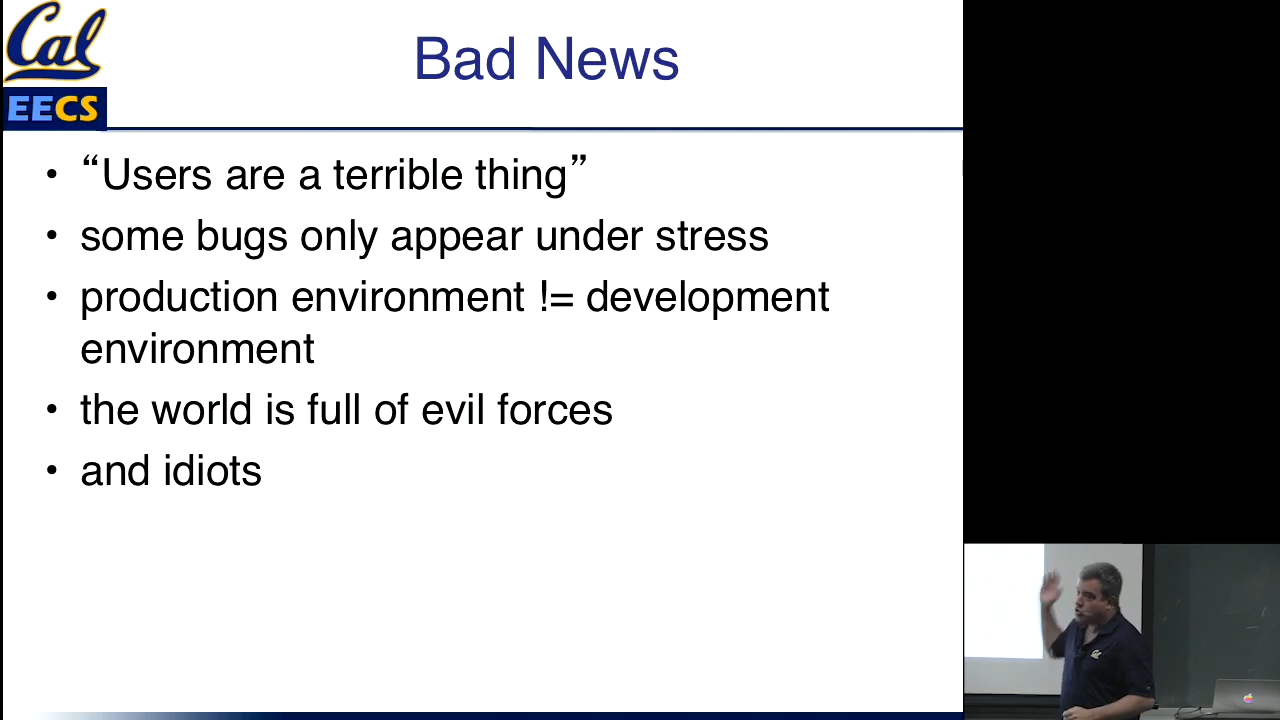 Cal
EECS
Bad News
• “Users are a terrible thing”
• some bugs only appear under stress
• production environment != development
environment
• the world is full of evil forces
• and idiots
Cal